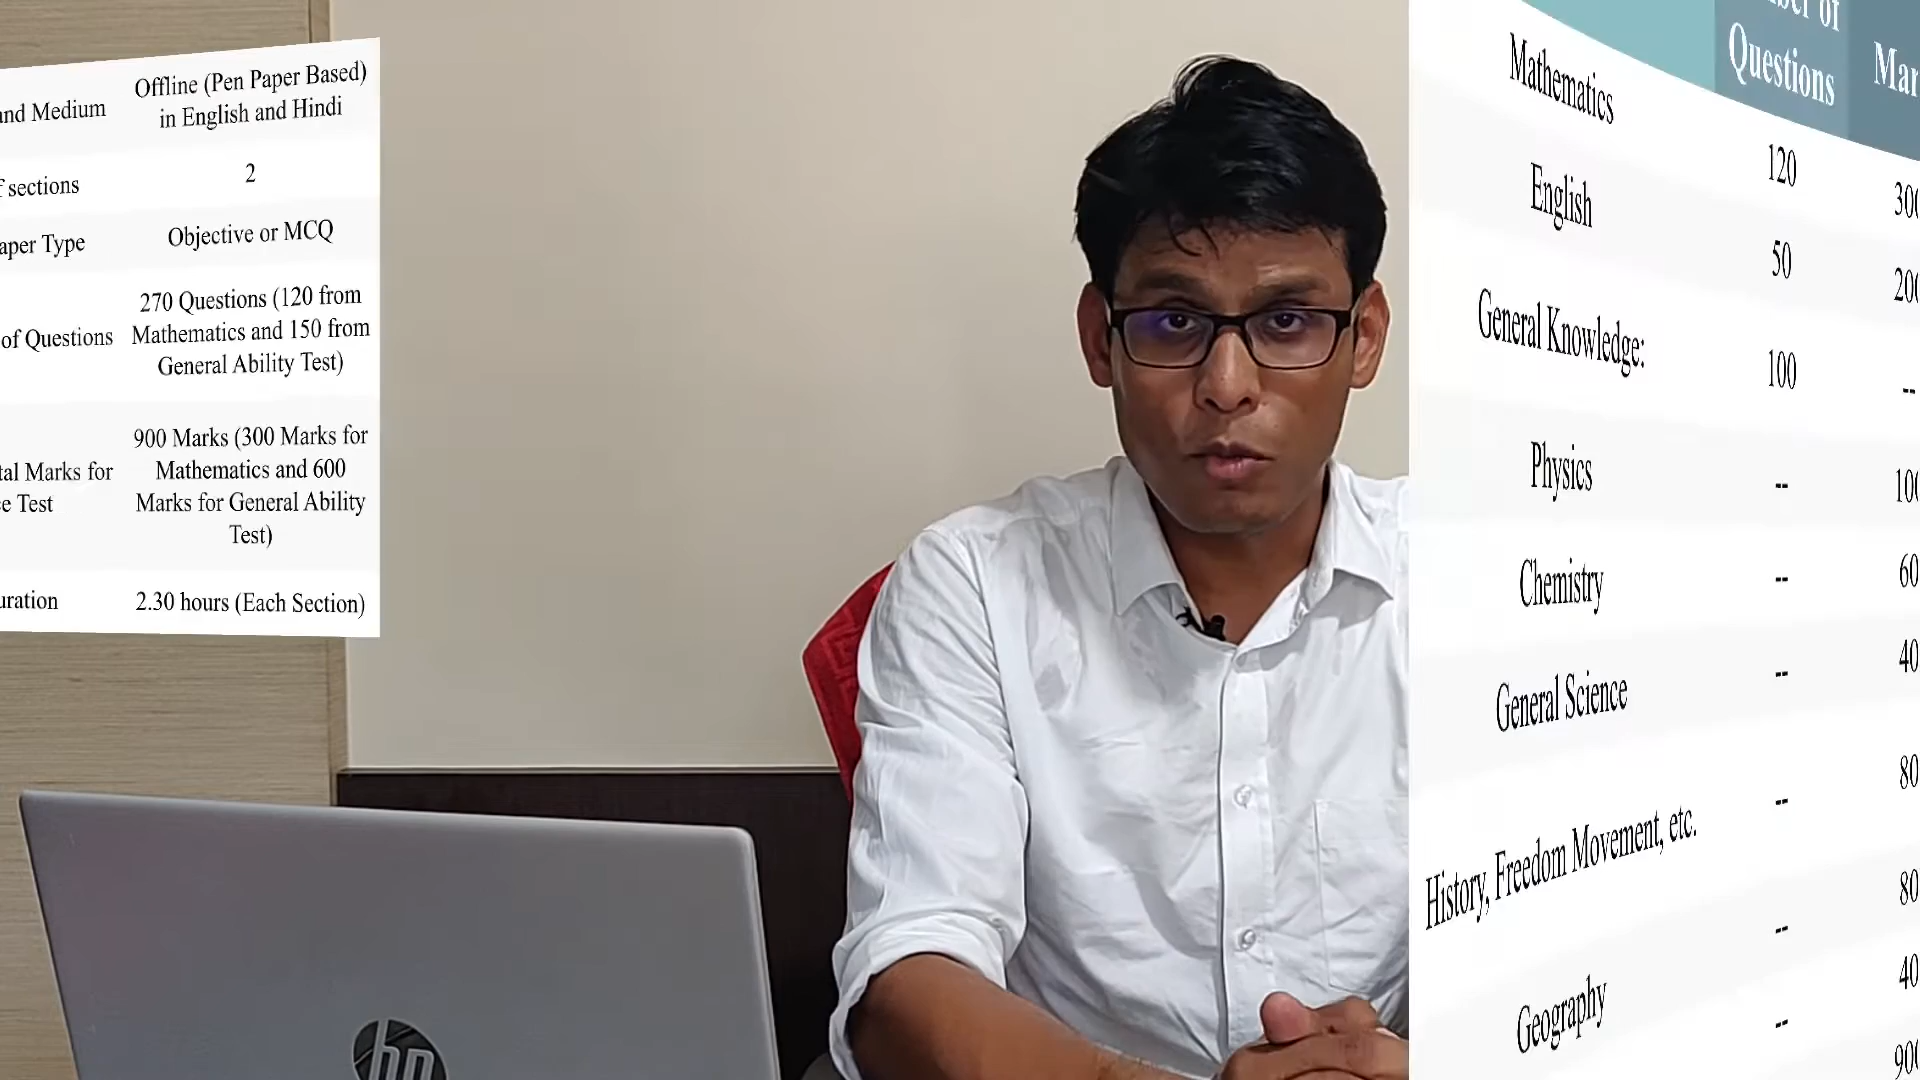 and Medium
Offline (Pen Paper Based)
in English and Hindi
sections
2
Paper Type
Objective or MCQ
of Questions
270 Questions (120 from
Mathematics and 150 from
General Ability Test)
Marks for
Test
900 Marks (300 Marks for
Mathematics and 600
Marks for General Ability
Test)
2.30 hours (Each Section)
of
Questions
Mathematics
120
English
50
General Knowledge:
100
--
Physics
--
Chemistry
--
General Science
--
History, Freedom Movement, etc.
--
--
Geography
--
hp